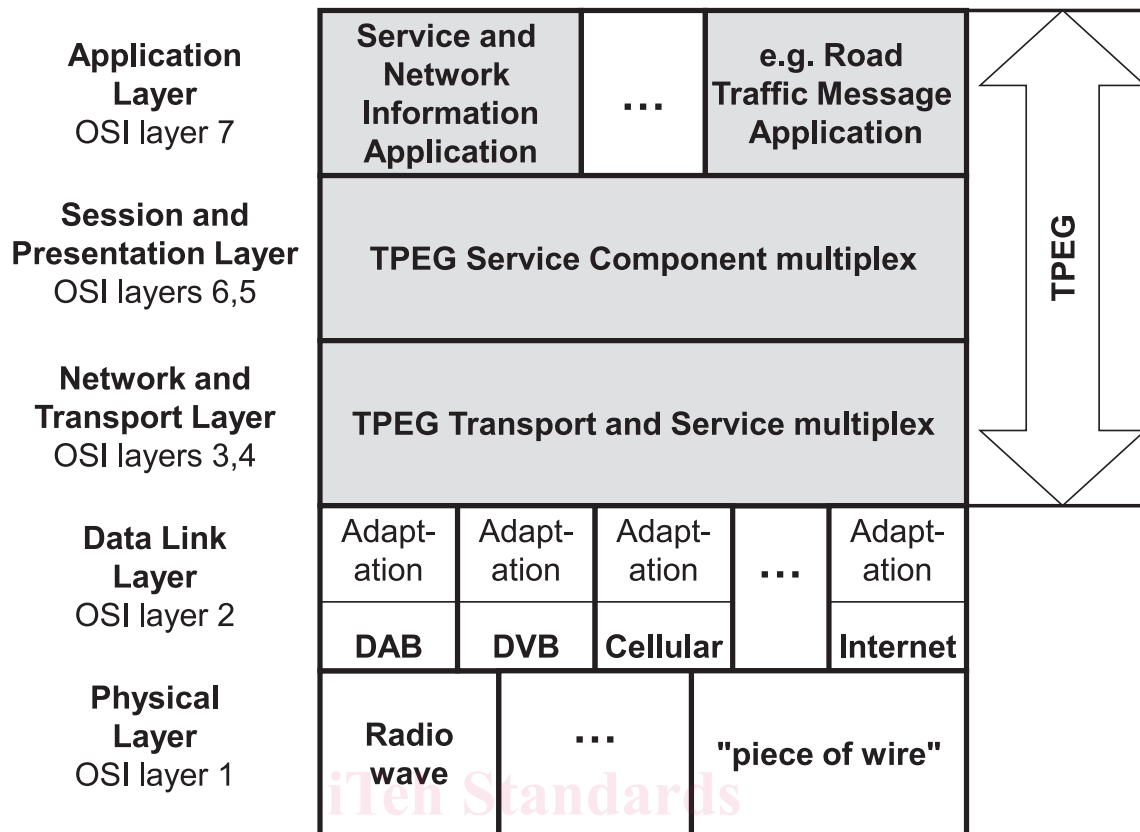 Application
Layer
OSI layer 7
Service and
Network
Information
Application
...
e.g. Road
Traffic Message
Application
TPEG
Session and
Presentation Layer
OSI layers 6,5
TPEG Service Component multiplex
Network and
Transport Layer
OSI layers 3,4
TPEG Transport and Service multiplex
Data Link
Layer
OSI layer 2
Adapt-
ation
DAB
Adapt-
ation
DVB
Adapt-
ation
Cellular
...
Adapt-
ation
Internet
Physical
Layer
OSI layer 1
Radio
wave
...
"piece of wire"
iTeh Standards